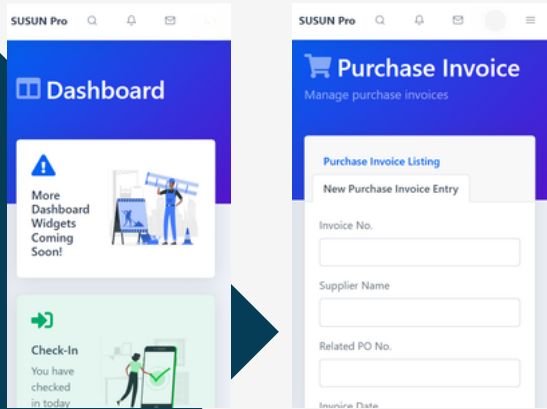 SUSUN Pro
Dashboard
More
Dashboard
Widgets
Coming
Soon!
Check-In
You have
checked
in today
SUSUN Pro
Purchase Invoice
Manage purchase invoices
Purchase Invoice Listing
New Purchase Invoice Entry
Invoice No.
Supplier Name
Related PO No.
Invoice Date